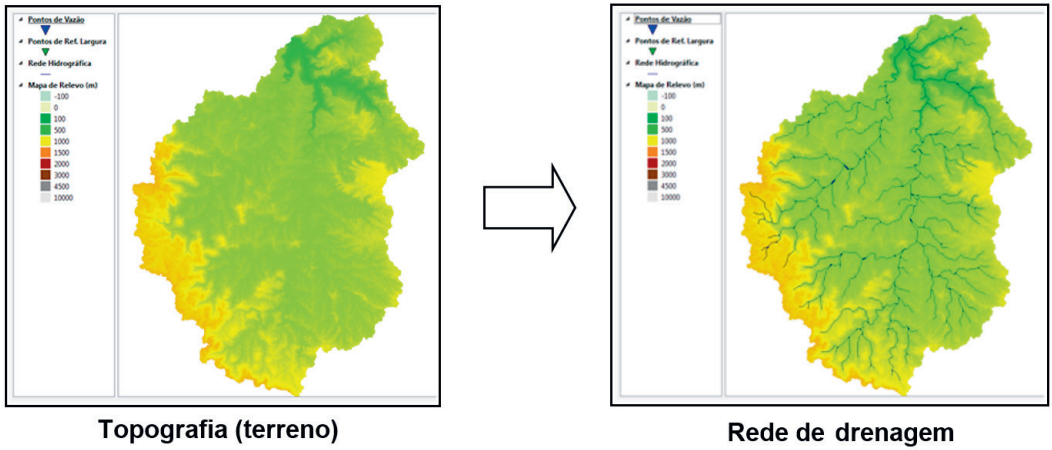 Pontos de Vazão
Pontos de Ref. Largura
Rede Hidrográfica
Mapa de Relevo (m)
-100
0
100
500
1000
1500
2000
3000
4500
10000
Topografia (terreno)
Pontos de Vazão
Pontos de Ref. Largura
Rede Hidrográfica
Mapa de Relevo (m)
-100
0
100
500
1000
1500
2000
3000
4500
10000
Rede de drenagem